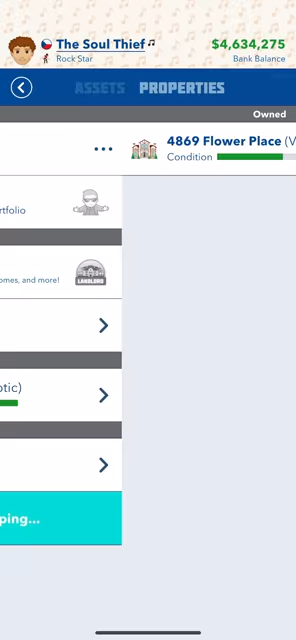 The Soul Thief
$4,634,275
Rock Star
Bank Balance
ASSETS PROPERTIES
Owned
4869 Flower Place (V
Condition
rtfolio
omes, and more!
LANDLORD
otic)
ping...